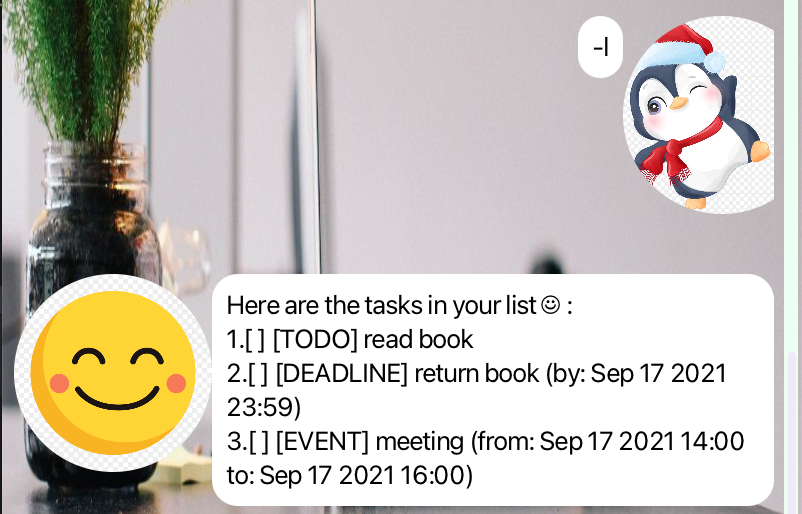 -l
Here are the tasks in your list☺ :
1.[ ] [TODO] read book
2.[ ] [DEADLINE] return book (by: Sep 17 2021
23:59)
3.[ ] [EVENT] meeting (from: Sep 17 2021 14:00
to: Sep 17 2021 16:00)